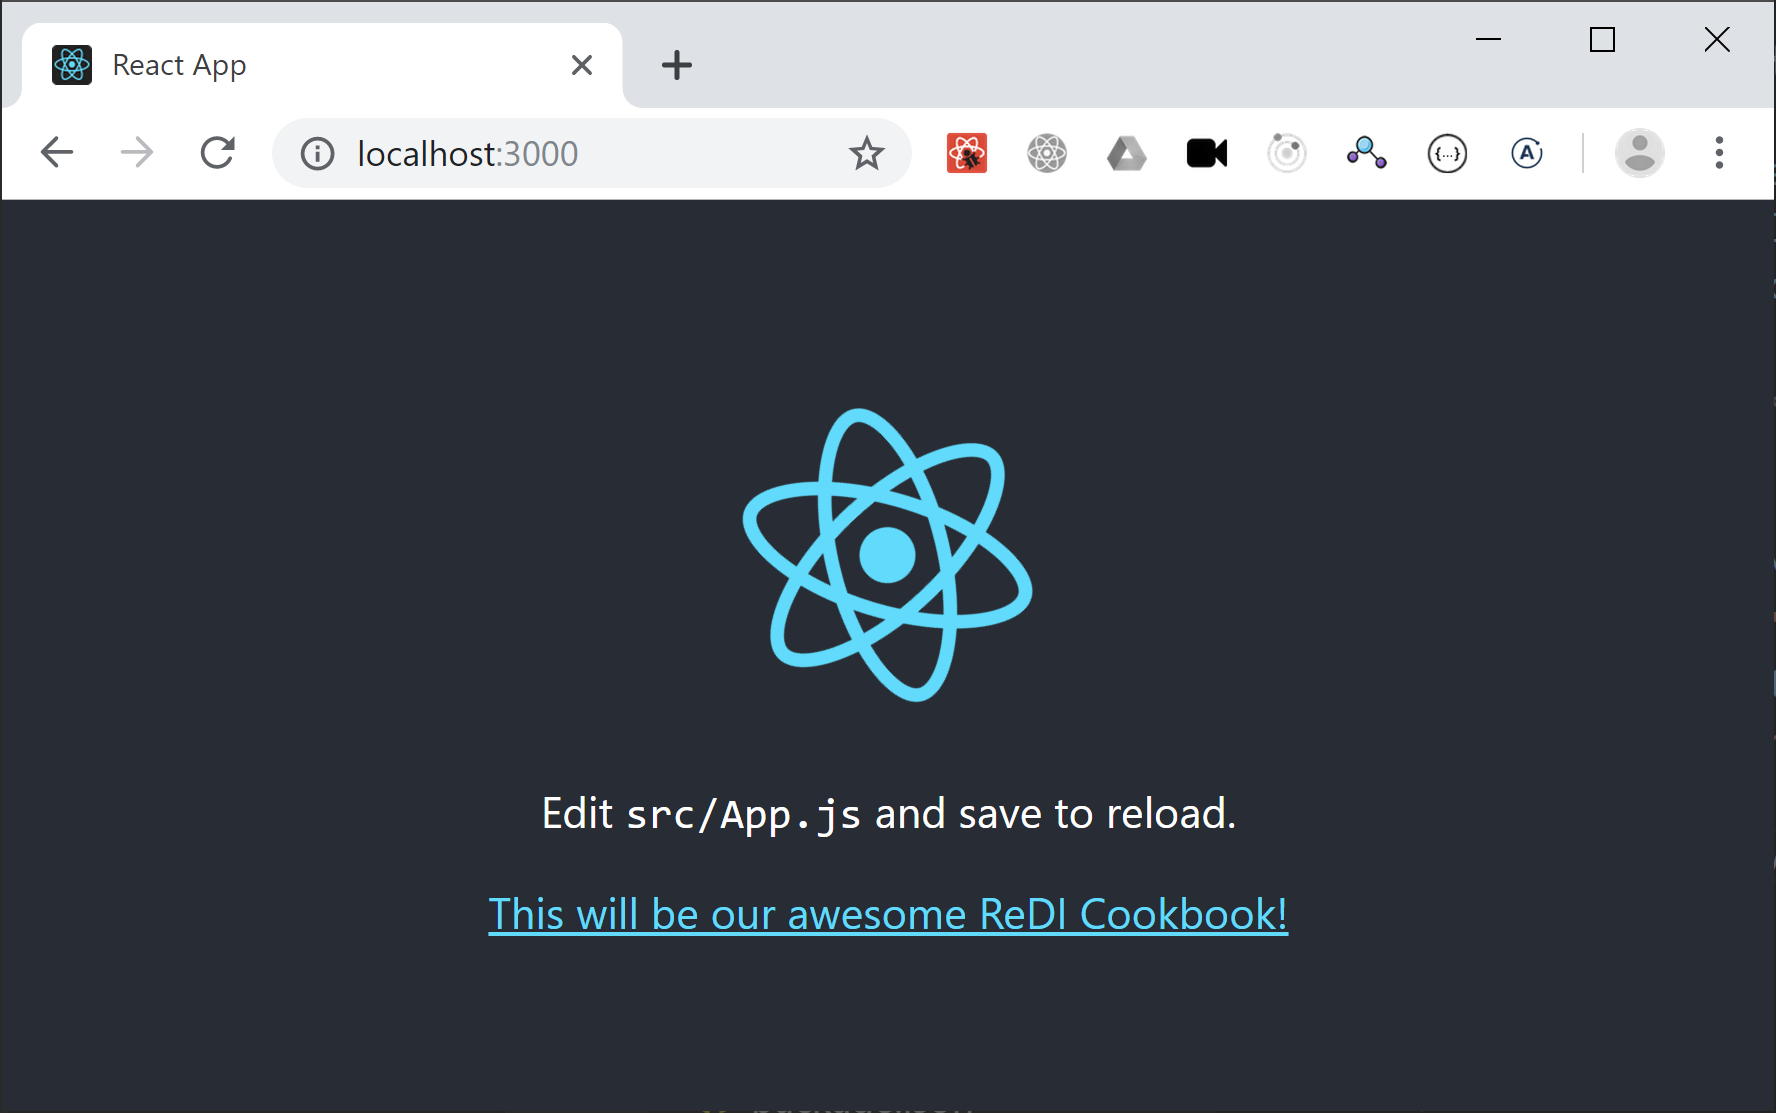 React App
localhost:3000
{...}
A
Edit src/App.js and save to reload.
This will be our awesome ReDI Cookbook!